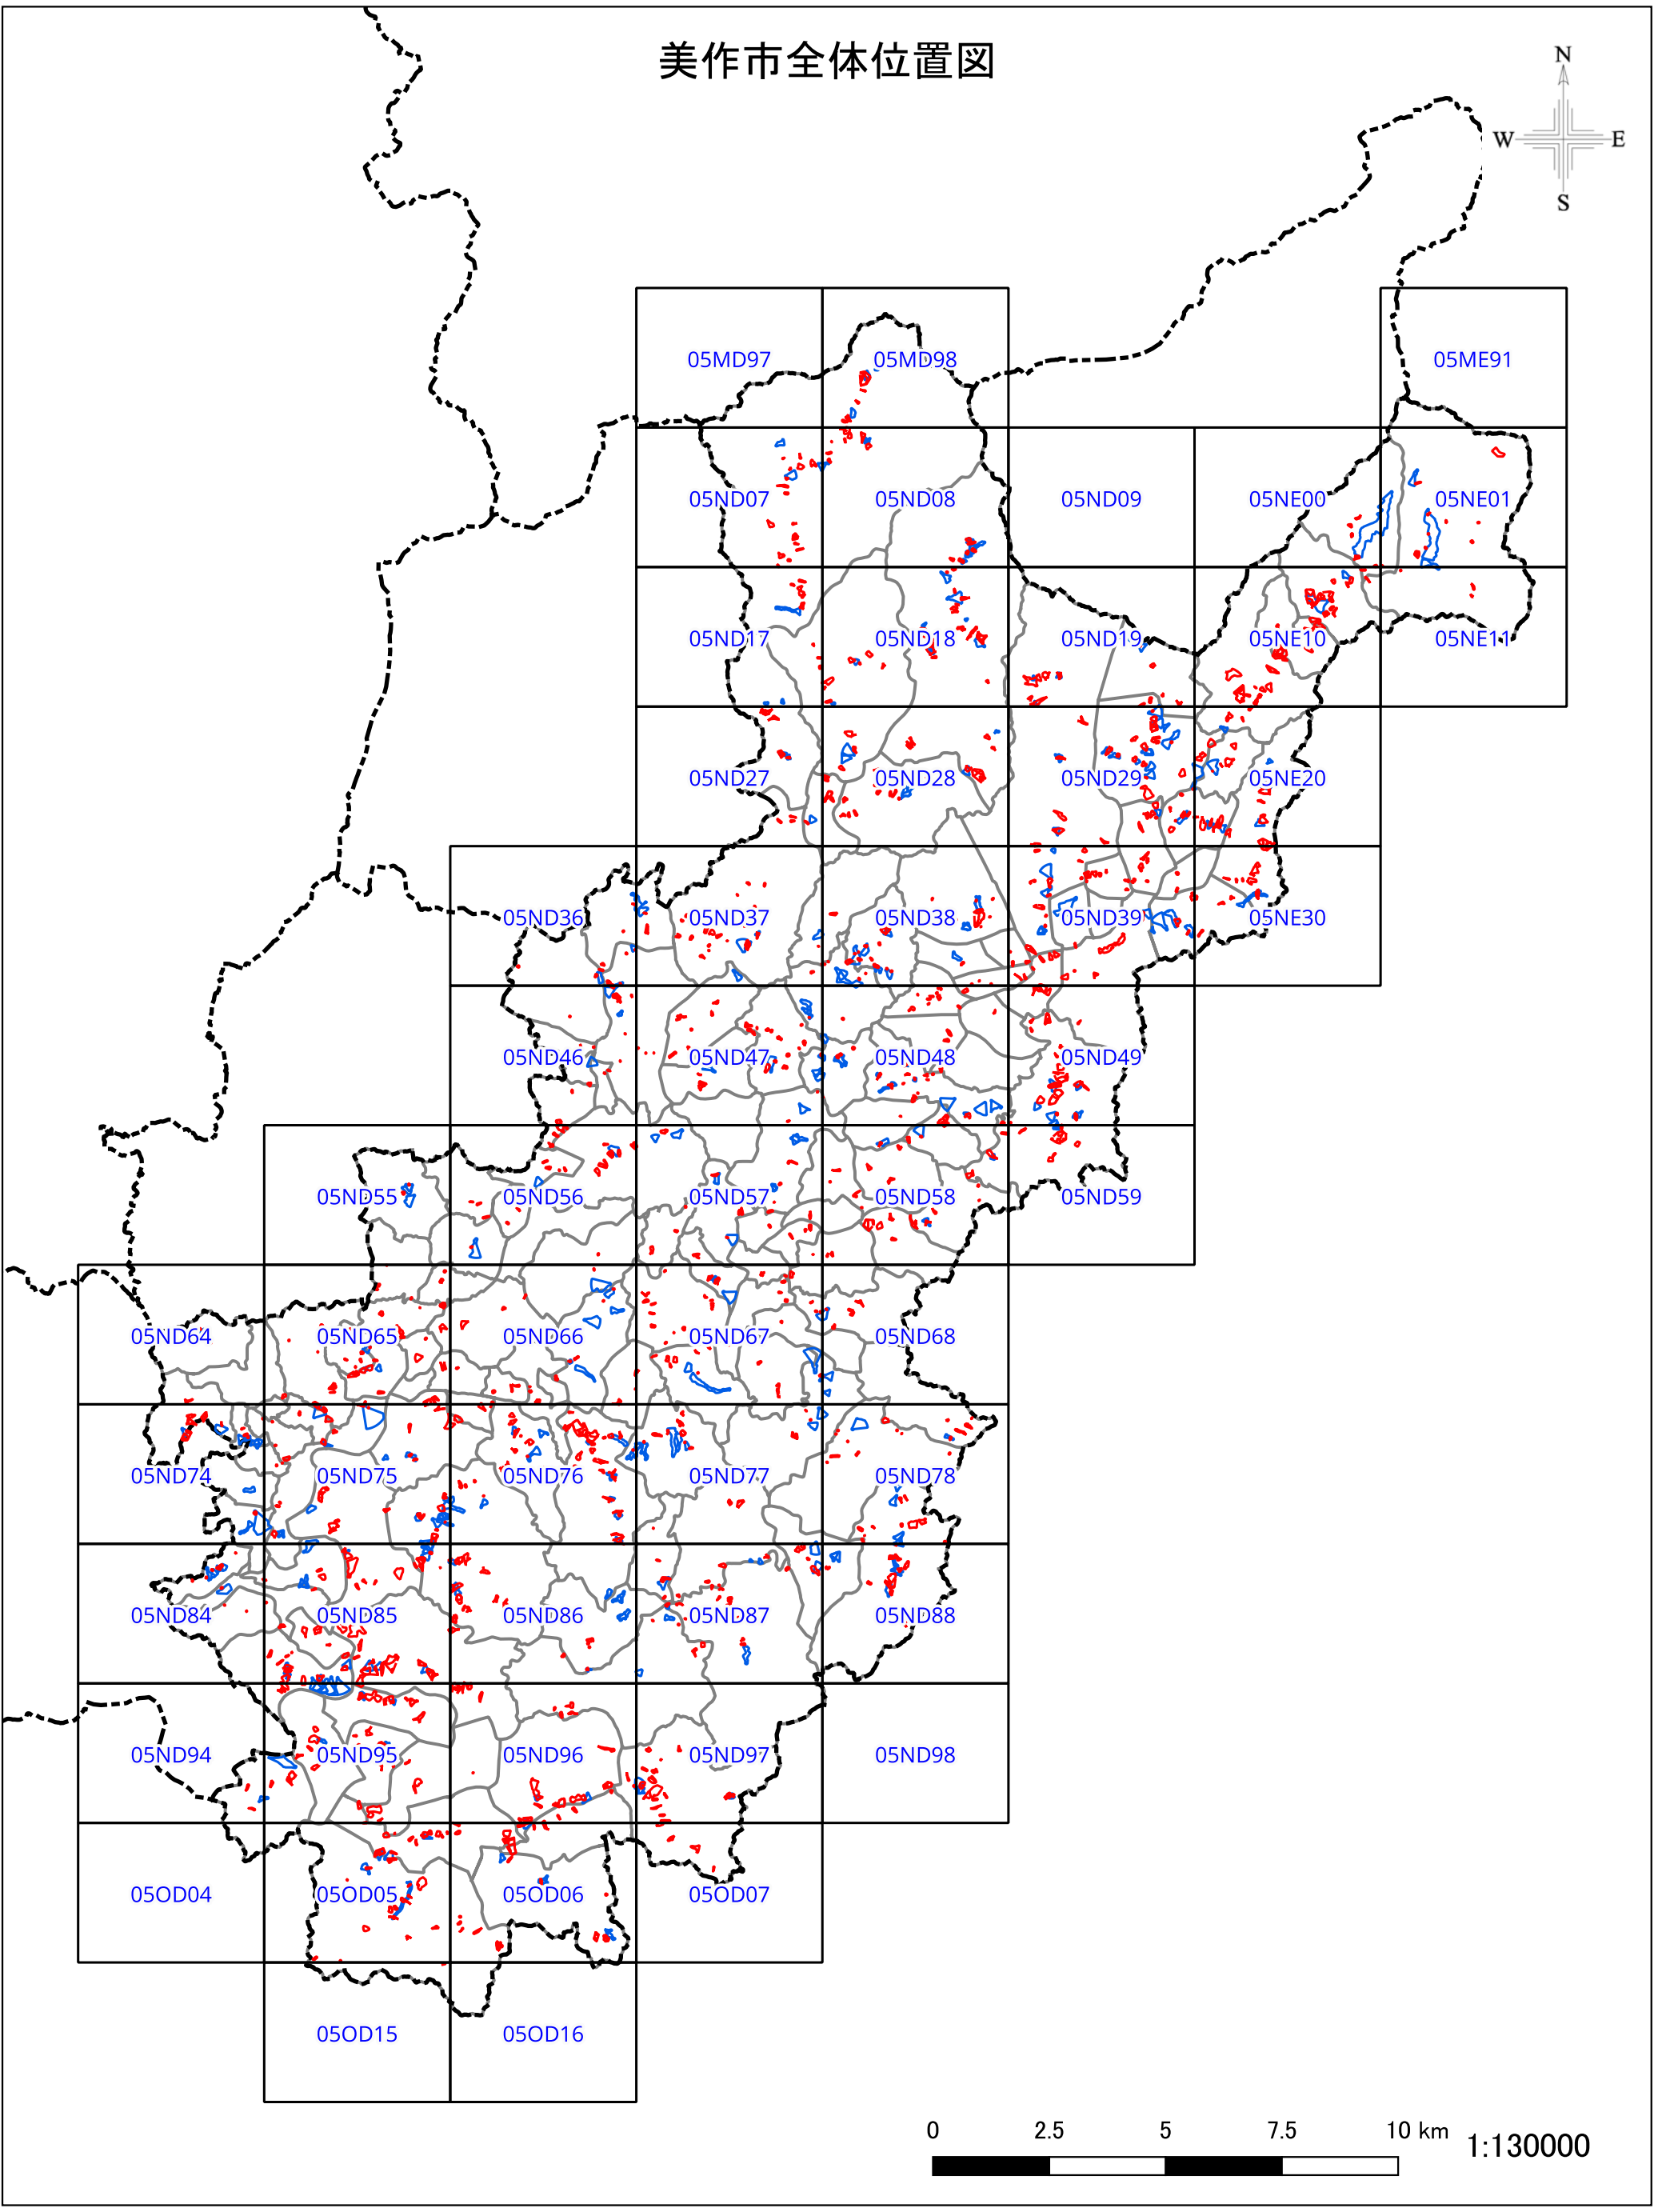 美作市全体位置図
N
W E
S
05MD97 05MD98 05ME91
05ND07 05ND08 05ND09 05NE00 05NE01
05ND17 05ND18 05ND19 05NE10 05NE11
05ND27 05ND28 05ND29 05NE20
05ND36 05ND37 05ND38 05ND39 05NE30
05ND46 05ND47 05ND48 05ND49
05ND55 05ND56 05ND57 05ND58 05ND59
05ND64 05ND65 05ND66 05ND67 05ND68
05ND74 05ND75 05ND76 05ND77 05ND78
05ND84 05ND85 05ND86 05ND87 05ND88
05ND94 05ND95 05ND96 05ND97 05ND98
05OD04 05OD05 05OD06 05OD07
05OD15 05OD16
0 2.5 5 7.5 10 km
1:130000